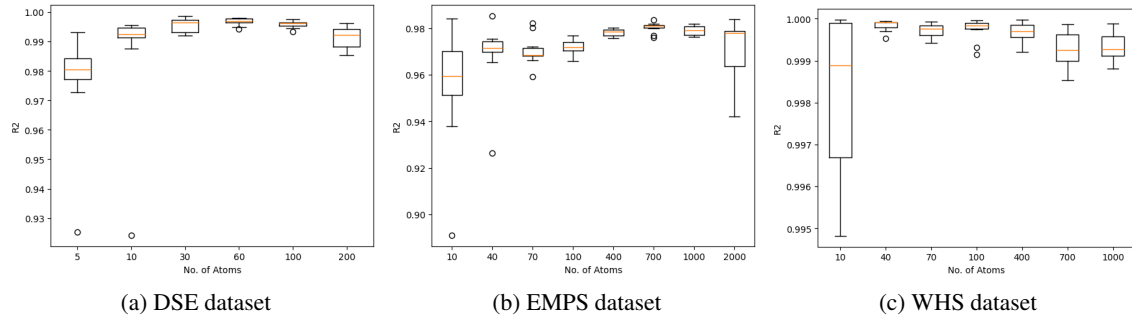 1.00
0.99
0.98
0.97
0.96
0.95
0.94
0.93
R2
5 10 30 60 100 200
No. of Atoms
(a) DSE dataset
0.98
0.96
0.94
0.92
0.90
R2
10 40 70 100 400 700 1000 2000
No. of Atoms
(b) EMPS dataset
1.000
0.999
0.998
0.997
0.996
0.995
R2
10 40 70 100 400 700 1000
No. of Atoms
(c) WHS dataset